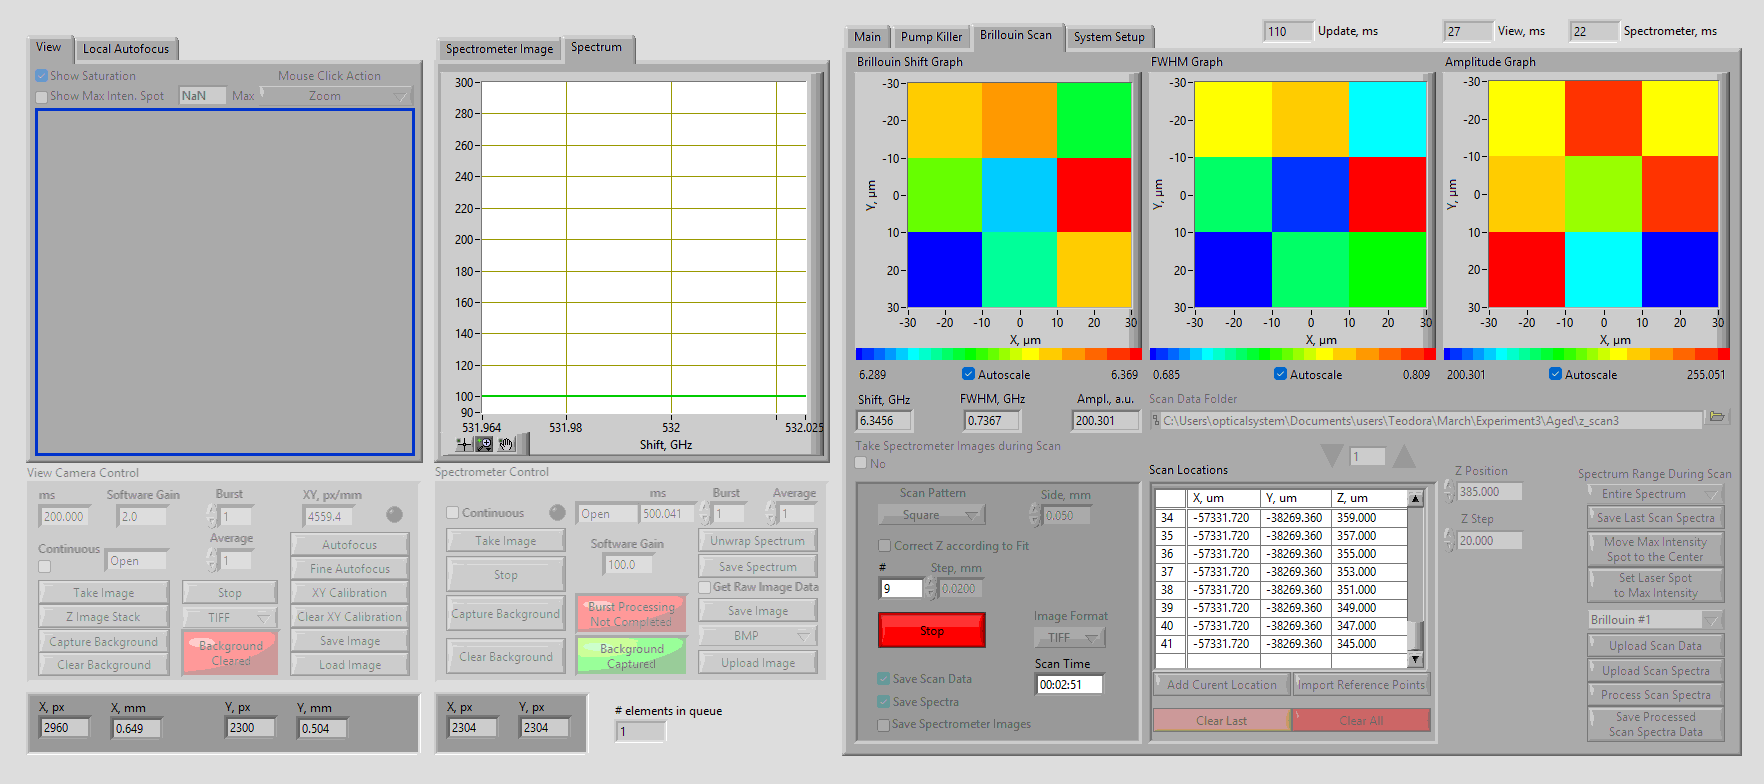 View
Local Autofocus
Show Saturation
Mouse Click Action
Show Max Inten. Spot
NaN
Max
Zoom
View Camera Control
ms
Software Gain
Burst
XY, px/mm
200.000
2.0
1
4559.4
Average
Continuous
Open
1
Autofocus
Fine Autofocus
Take Image
Stop
XY Calibration
Z Image Stack
TIFF
Clear XY Calibration
Capture Background
Background
Cleared
Save Image
Clear Background
Load Image
X, px
X, mm
Y, px
Y, mm
2960
0.649
2300
0.504
Spectrometer Image
Spectrum
300
280
260
240
220
200
180
160
140
120
100
90
531.964
531.98
532
532.025
Shift, GHz
Spectrometer Control
ms
Burst
Average
Continuous
Open
500.041
1
1
Take Image
Software Gain
Unwrap Spectrum
Stop
100.0
Save Spectrum
Get Raw Image Data
Capture Background
Burst Processing
Not Completed
Save Image
BMP
Clear Background
Background
Captured
Upload Image
X, px
Y, px
2304
2304
# elements in queue
1
110
Update, ms
27
View, ms
22
Spectrometer, ms
Main
Pump Killer
Brillouin Scan
System Setup
Brillouin Shift Graph
-30
-20
-10
0
10
20
30
Y, µm
-30
-20
-10
0
10
20
30
X, µm
6.289
Autoscale
6.369
FWHM Graph
-30
-20
-10
0
10
20
30
Y, µm
-30
-20
-10
0
10
20
30
X, µm
0.685
Autoscale
0.809
Amplitude Graph
-30
-20
-10
0
10
20
30
Y, µm
-30
-20
-10
0
10
20
30
X, µm
200.301
Autoscale
255.051
Shift, GHz
FWHM, GHz
Ampl., a.u.
6.3456
0.7367
200.301
Scan Data Folder
C:\Users\opticalsystem\Documents\users\Teodora\March\Experiment3\Aged\z_scan3
Take Spectrometer Images during Scan
No
1
Scan Pattern
Side, mm
Square
0.050
Correct Z according to Fit
#
Step, mm
9
0.0200
Stop
Image Format
TIFF
Scan Time
00:02:51
Save Scan Data
Save Spectra
Save Spectrometer Images
Scan Locations
X, um Y, um Z, um
34 -57331.720 -38269.360 359.000
35 -57331.720 -38269.360 357.000
36 -57331.720 -38269.360 355.000
37 -57331.720 -38269.360 353.000
38 -57331.720 -38269.360 351.000
39 -57331.720 -38269.360 349.000
40 -57331.720 -38269.360 347.000
41 -57331.720 -38269.360 345.000
Add Curent Location
Import Reference Points
Clear Last
Clear All
Z Position
385.000
Z Step
20.000
Spectrum Range During Scan
Entire Spectrum
Save Last Scan Spectra
Move Max Intensity
Spot to the Center
Set Laser Spot
to Max Intensity
Brillouin #1
Upload Scan Data
Upload Scan Spectra
Process Scan Spectra
Save Processed
Scan Spectra Data